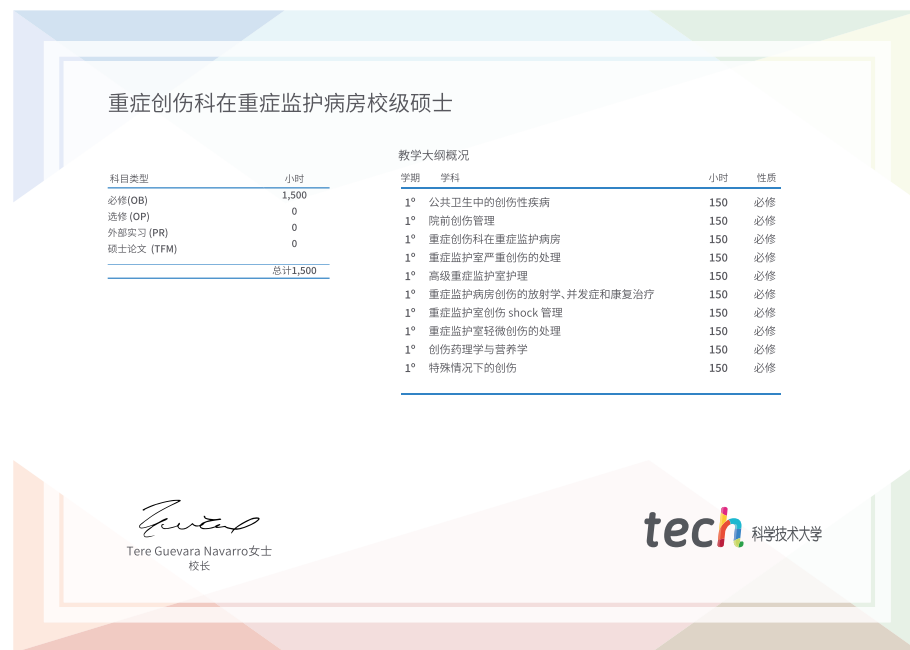 重症创伤科在重症监护病房校级硕士
科目类型 小时
必修(OB) 1,500
选修 (OP) 0
外部实习 (PR) 0
硕士论文 (TFM) 0
总计1,500
教学大纲概况
学期 学科 小时 性质
1º 公共卫生中的创伤性疾病 150 必修
1º 院前创伤管理 150 必修
1º 重症创伤科在重症监护病房 150 必修
1º 重症监护室严重创伤的处理 150 必修
1º 高级重症监护室护理 150 必修
1º 重症监护病房创伤的放射学、并发症和康复治疗 150 必修
1º 重症监护室创伤 shock 管理 150 必修
1º 重症监护室轻微创伤的处理 150 必修
1º 创伤药理学与营养学 150 必修
1º 特殊情况下的创伤 150 必修
Tere Guevara Navarro女士
校长
tech 科学技术大学